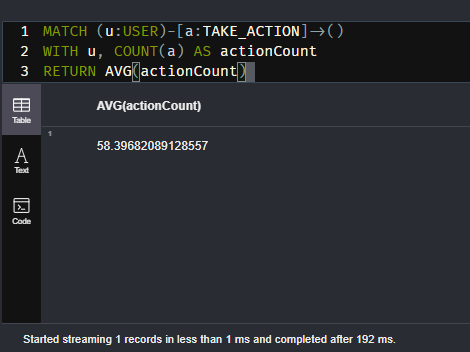 1 MATCH (u:USER)-[a:TAKE_ACTION]->()
2 WITH u, COUNT(a) AS actionCount
3 RETURN AVG(actionCount)
Table
AVG(actionCount)
1
58.39682089128557
Text
Code
Started streaming 1 records in less than 1 ms and completed after 192 ms.